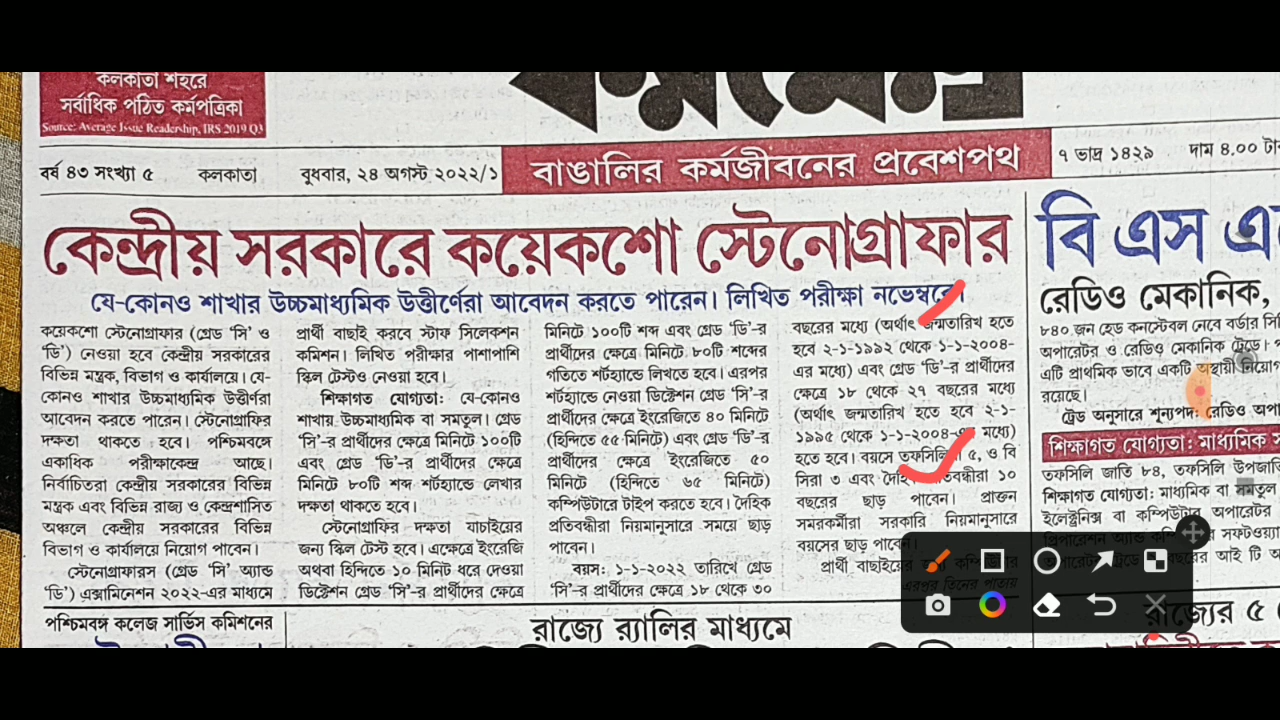 কলকাতা শহরে
সর্বাধিক পঠিত কর্মপত্রিকা
Source: Average Issue Readership, IRS 2019 Q3
বর্ষ ৪৩ সংখ্যা ৫ কলকাতা বুধবার, ২৪ অগস্ট ২০২২/১
বাঙালির কর্মজীবনের প্রবেশপথ
৭ ভাদ্র ১৪২৯ দাম ৪.০০
কেন্দ্রীয় সরকারে কয়েকশো স্টেনোগ্রাফার
যে-কোনও শাখার উচ্চমাধ্যমিক উত্তীর্ণেরা আবেদন করতে পারেন। লিখিত পরীক্ষা নভেম্বরে।
কয়েকশো স্টেনোগ্রাফার (গ্রেড 'সি' ও
'ডি') নেওয়া হবে কেন্দ্রীয় সরকারের
বিভিন্ন মন্ত্রক, বিভাগ ও কার্যালয়ে। যে-
কোনও শাখার উচ্চমাধ্যমিক উত্তীর্ণরা
আবেদন করতে পারেন। স্টেনোগ্রাফির
দক্ষতা থাকতে হবে। পশ্চিমবঙ্গে
একাধিক পরীক্ষাকেন্দ্র আছে।
নির্বাচিতরা কেন্দ্রীয় সরকারের বিভিন্ন
মন্ত্রক এবং বিভিন্ন রাজ্য ও কেন্দ্রশাসিত
অঞ্চলে কেন্দ্রীয় সরকারের বিভিন্ন
বিভাগ ও কার্যালয়ে নিয়োগ পাবেন।
স্টেনোগ্রাফারস (গ্রেড 'সি' অ্যান্ড
'ডি') এক্সামিনেশন ২০২২-এর মাধ্যমে
প্রার্থী বাছাই করবে স্টাফ সিলেকশন
কমিশন। লিখিত পরীক্ষার পাশাপাশি
স্কিল টেস্টও নেওয়া হবে।
শিক্ষাগত যোগ্যতা: যে-কোনও
শাখায় উচ্চমাধ্যমিক বা সমতুল। গ্রেড
'সি'-র প্রার্থীদের ক্ষেত্রে মিনিটে ১০০টি
এবং গ্রেড 'ডি'-র প্রার্থীদের ক্ষেত্রে
মিনিটে ৮০টি শব্দ শর্টহ্যান্ডে লেখার
দক্ষতা থাকতে হবে।
স্টেনোগ্রাফির দক্ষতা যাচাইয়ের
জন্য স্কিল টেস্ট হবে। এক্ষেত্রে ইংরেজি
অথবা হিন্দিতে ১০ মিনিট ধরে দেওয়া
ডিক্টেশন গ্রেড 'সি'-র প্রার্থীদের ক্ষেত্রে
মিনিটে ১০০টি শব্দ এবং গ্রেড 'ডি'-র
প্রার্থীদের ক্ষেত্রে মিনিটে ৮০টি শব্দের
গতিতে শর্টহ্যান্ডে লিখতে হবে। এরপর
শর্টহ্যান্ডে নেওয়া ডিক্টেশন গ্রেড 'সি'-র
প্রার্থীদের ক্ষেত্রে ইংরেজিতে ৪০ মিনিটে
(হিন্দিতে ৫৫ মিনিটে) এবং গ্রেড 'ডি'-র
প্রার্থীদের ক্ষেত্রে ইংরেজিতে ৫০
মিনিটে (হিন্দিতে ৬৫ মিনিটে)
কম্পিউটারে টাইপ করতে হবে। দৈহিক
প্রতিবন্ধীরা নিয়মানুসারে সময়ে ছাড়
পাবেন।
বয়স: ১-১-২০২২ তারিখে গ্রেড
'সি'-র প্রার্থীদের ক্ষেত্রে ১৮ থেকে ৩০
বছরের মধ্যে (অর্থাৎ জন্মতারিখ হতে
হবে ২-১-১৯৯২ থেকে ১-১-২০০৪-
এর মধ্যে) এবং গ্রেড 'ডি'-র প্রার্থীদের
ক্ষেত্রে ১৮ থেকে ২৭ বছরের মধ্যে
(অর্থাৎ জন্মতারিখ হতে হবে ২-১-
১৯৯৫ থেকে ১-১-২০০৪-এর মধ্যে)
হতে হবে। বয়সে তফসিলি ৫, ও বি
সিরা ৩ এবং দৈহিক প্রতিবন্ধীরা ১০
বছরের ছাড় পাবেন। প্রাক্তন
সমরকর্মীরা সরকারি নিয়মানুসারে
বয়সের ছাড় পাবেন।
প্রার্থী বাছাইয়ের জন্য
এরপর তিনের পাতায়
বি এস
রেডিও মেকানিক,
৮৪০ জন হেড কনস্টেবল নেবে বর্ডার
অপারেটর ও রেডিও মেকানিক ট্রেডে।
এটি প্রাথমিক ভাবে একটি অস্থায়ী
রয়েছে।
ট্রেড অনুসারে শূন্যপদ: রেডিও
শিক্ষাগত যোগ্যতা: মাধ্যমিক
তফসিলি জাতি ৮৪, তফসিলি
শিক্ষাগত যোগ্যতা: মাধ্যমিক বা সমতুল
ইলেক্ট্রনিক্স বা কম্পিউটার অপারেটর
সফটওয়্যার
বছরের আই টি
পশ্চিমবঙ্গ কলেজ সার্ভিস কমিশনের
রাজ্যে র‍্যালির মাধ্যমে
রাজ্যের ৫